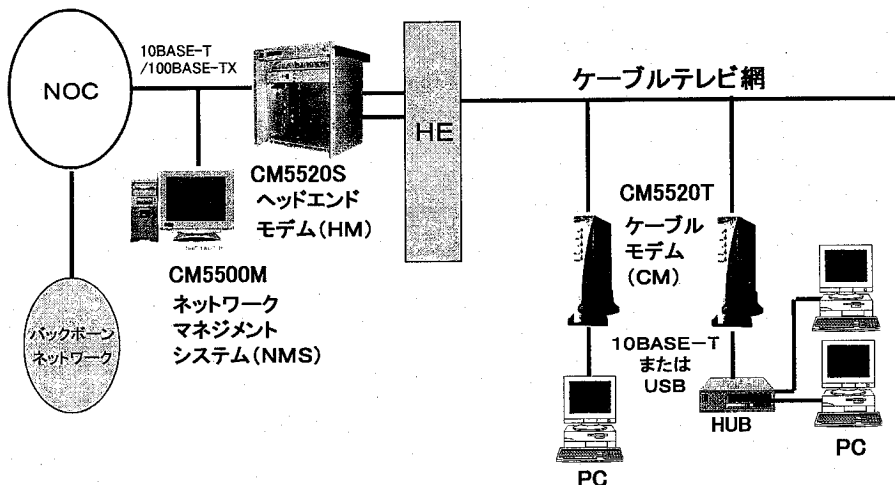 10BASE-T
/100BASE-TX
NOC
HE
ケーブルテレビ網
CM5520S
ヘッドエンド
モデム(HM)
CM5500M
ネットワーク
マネジメント
システム(NMS)
バックボーン
ネットワーク
CM5520T
ケーブル
モデム
(CM)
10BASE-T
または
USB
HUB
PC
PC